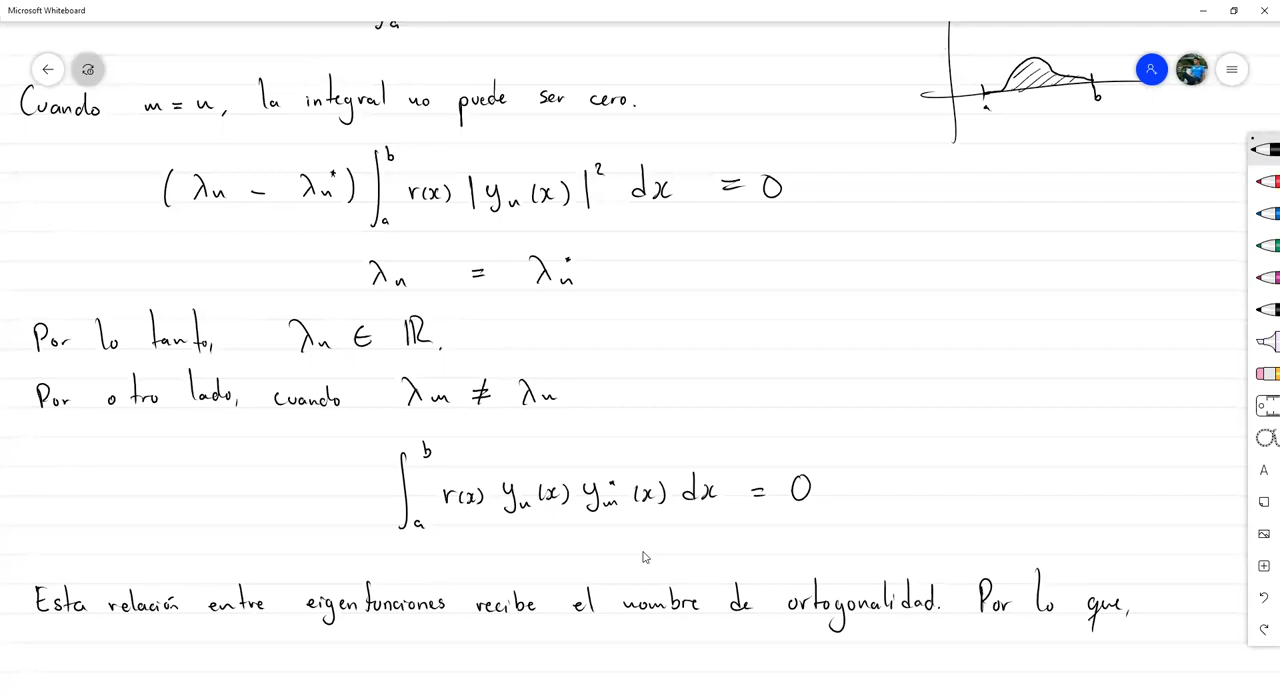 Microsoft Whiteboard
∫a
Cuando m = n, la integral no puede ser cero.
a b
(λn - λn*) ∫a^b r(x) |yn(x)|² dx = 0
λn = λn*
Por lo tanto, λn ∈ ℝ.
Por otro lado, cuando λm ≠ λn
∫a^b r(x) yn(x) ym*(x) dx = 0
Esta relación entre eigenfunciones recibe el nombre de ortogonalidad. Por lo que,
A